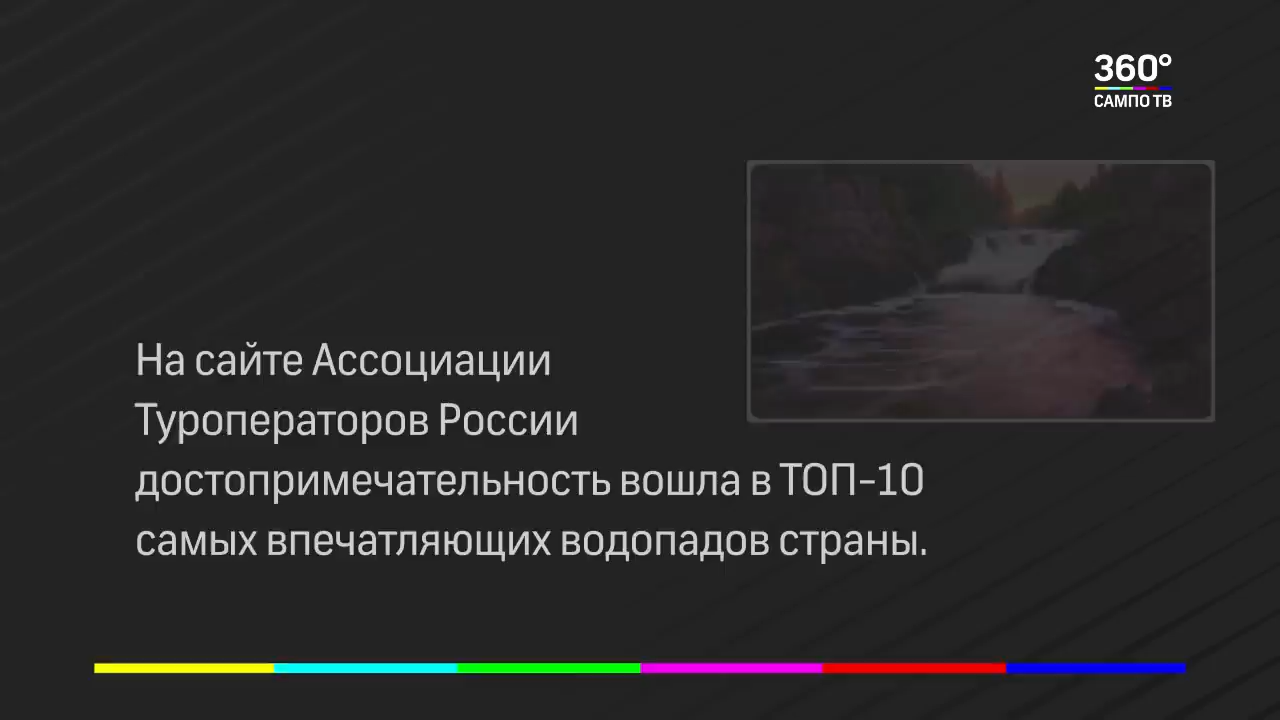 360°
САМПО ТВ
На сайте Ассоциации
Туроператоров России
достопримечательность вошла в ТОП-10
самых впечатляющих водопадов страны.